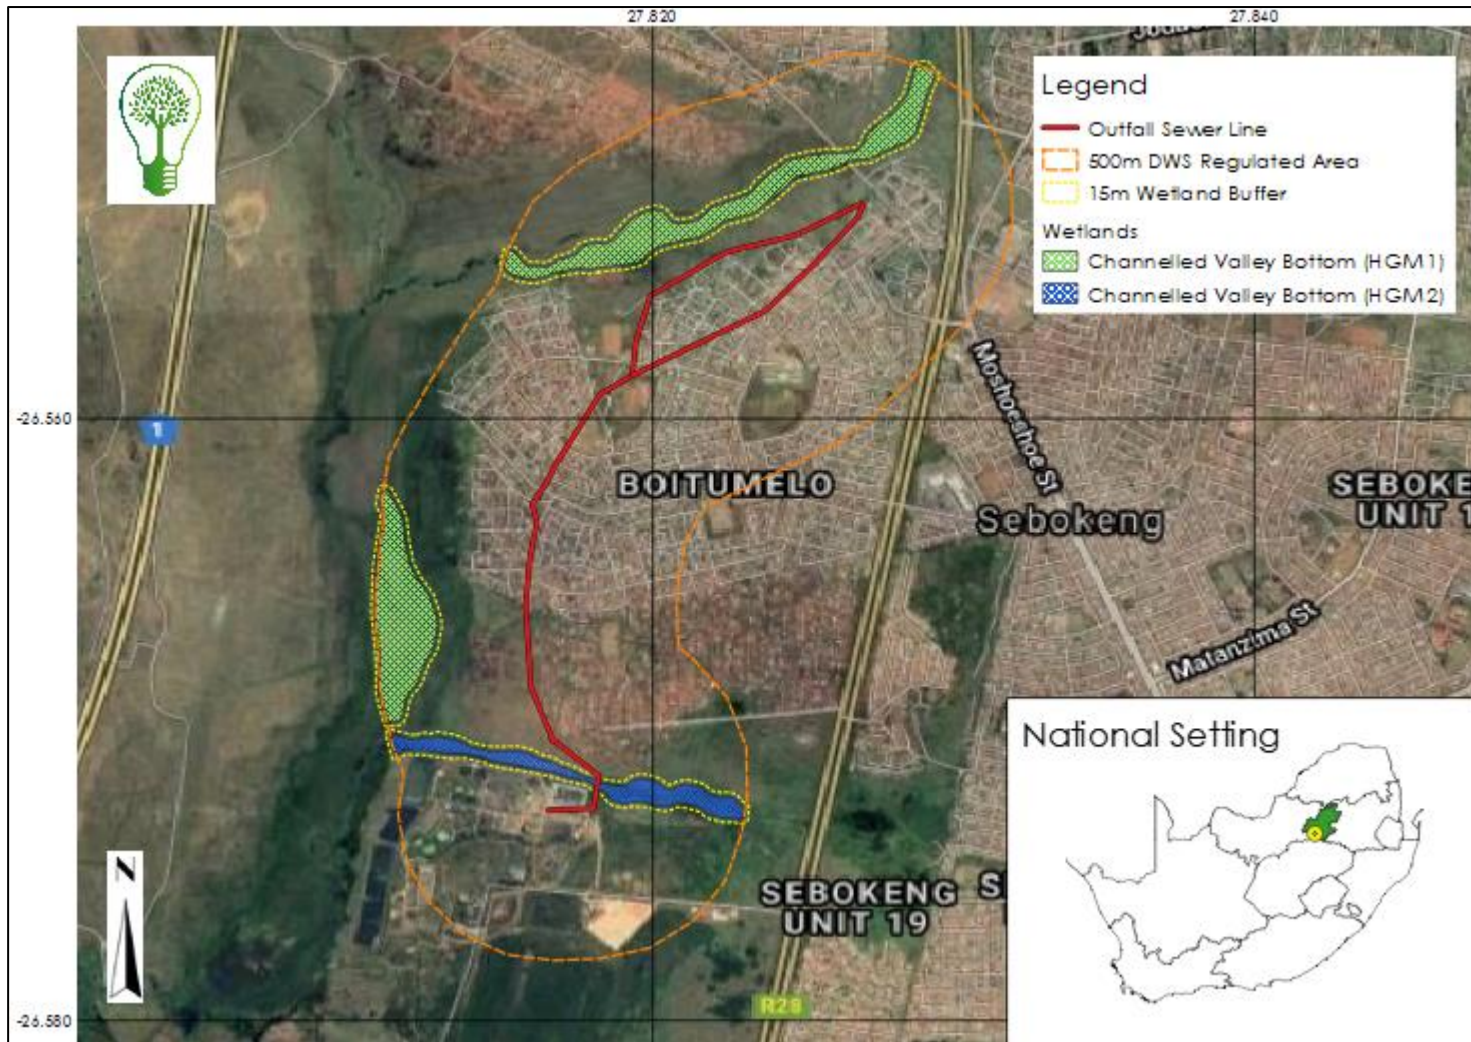 27.820
27.840
Legend
Outfall Sewer Line
500m DWS Regulated Area
15m Wetland Buffer
Wetlands
Channelled Valley Bottom (HGM1)
Channelled Valley Bottom (HGM2)
Moshoeshoe St
-26.560
1
BOITUMELO
Sebokeng
SEBOKE
UNIT 1
Matanzima St
National Setting
N
SEBOKENG
UNIT 19
S
R28
-26.580